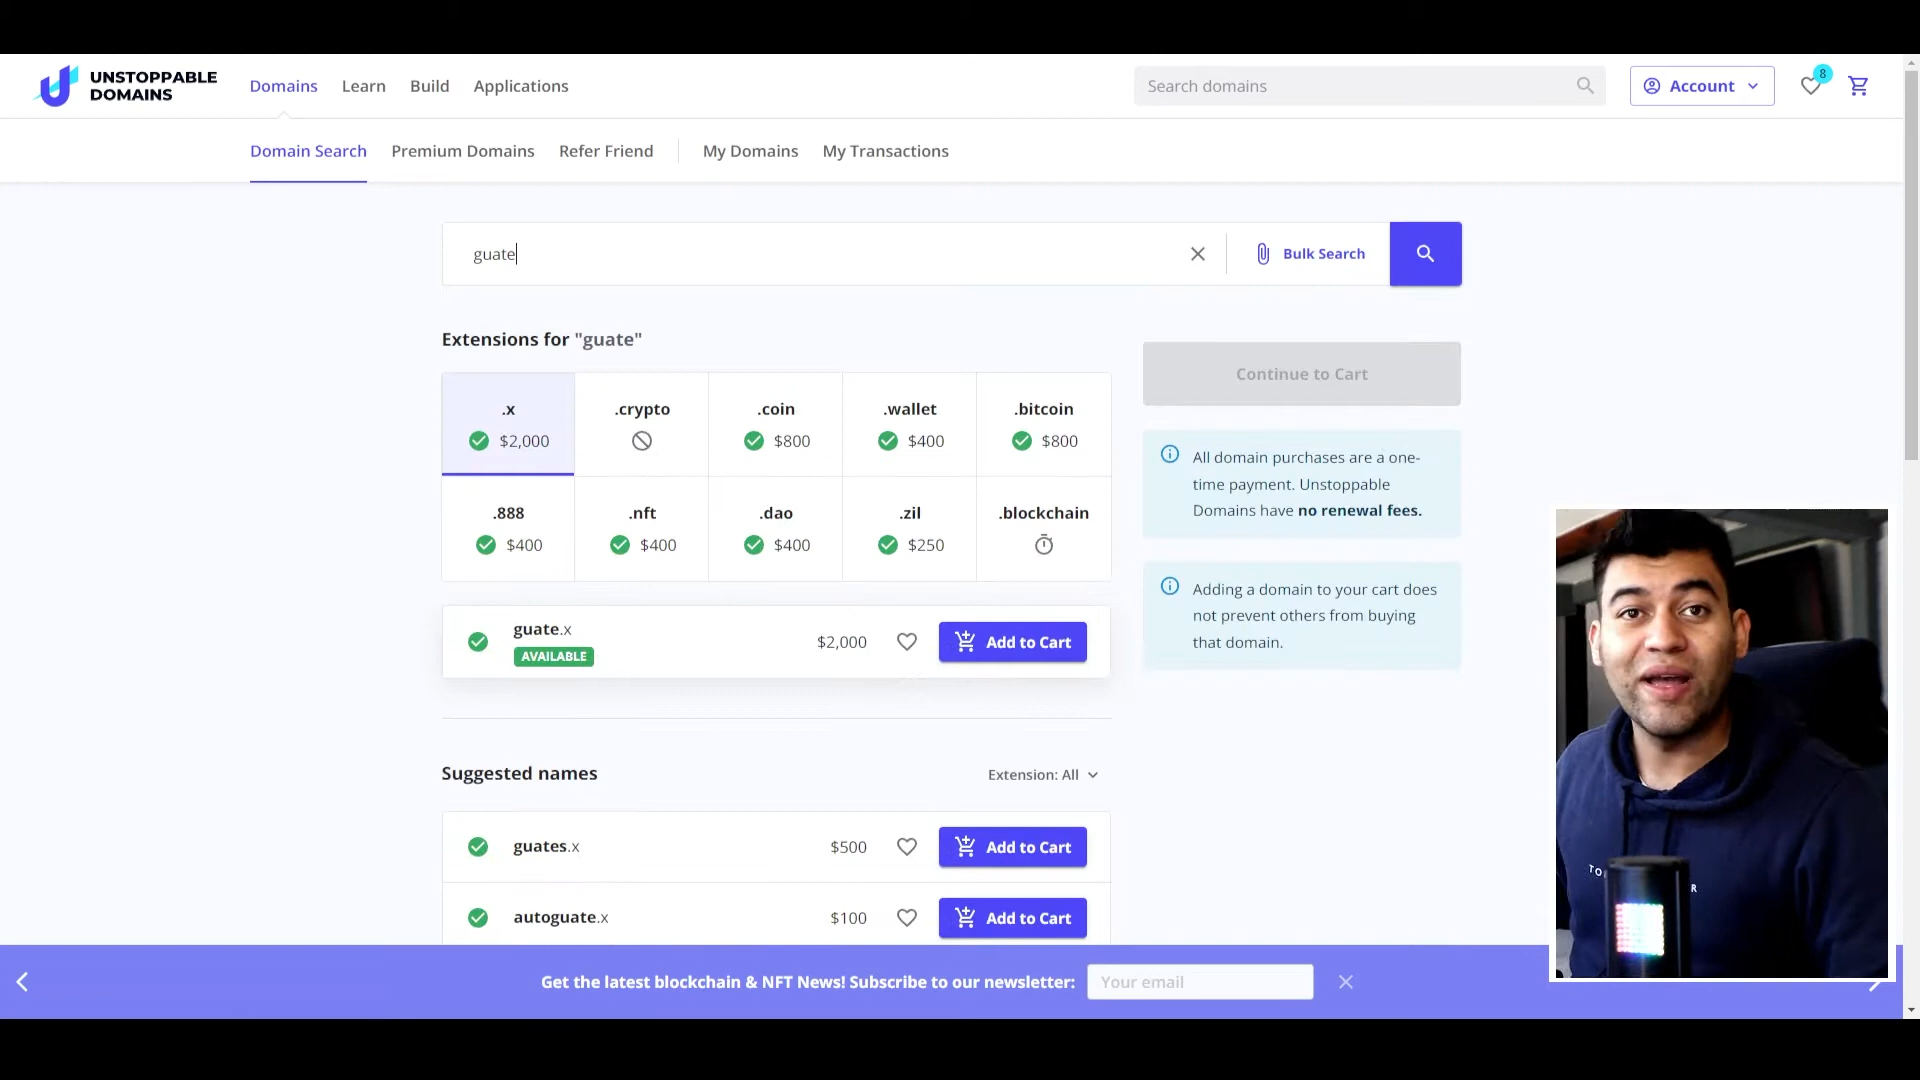 UNSTOPPABLE
DOMAINS
Domains
Learn
Build
Applications
Search domains
Account
8
Domain Search
Premium Domains
Refer Friend
My Domains
My Transactions
guate
Bulk Search
Extensions for "guate"
.x
$2,000
.crypto
.coin
$800
.wallet
$400
.bitcoin
$800
.888
$400
.nft
$400
.dao
$400
.zil
$250
.blockchain
guate.x
AVAILABLE
$2,000
Add to Cart
Continue to Cart
All domain purchases are a one-
time payment. Unstoppable
Domains have no renewal fees.
Adding a domain to your cart does
not prevent others from buying
that domain.
Suggested names
Extension: All
guates.x
$500
Add to Cart
autoguate.x
$100
Add to Cart
Get the latest blockchain & NFT News! Subscribe to our newsletter:
Your email